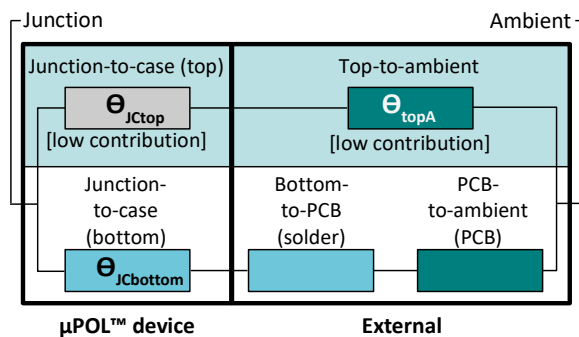 Junction
Ambient
Junction-to-case (top)
Top-to-ambient
ϴJCtop
ϴtopA
[low contribution]
[low contribution]
Junction-
to-case
(bottom)
Bottom-
to-PCB
(solder)
PCB-
to-ambient
(PCB)
ϴJCbottom
µPOL™ device
External